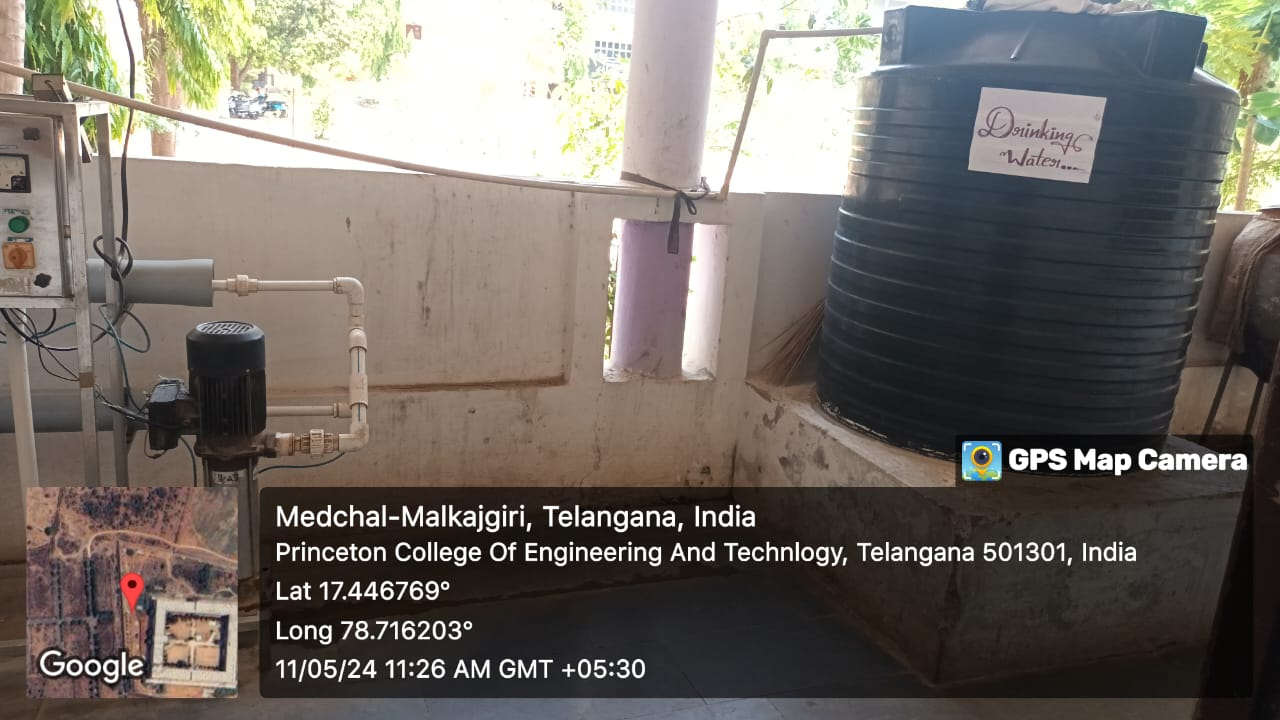 Drinking
Water...
GPS Map Camera
Medchal-Malkajgiri, Telangana, India
Princeton College Of Engineering And Technlogy, Telangana 501301, India
Lat 17.446769°
Long 78.716203°
11/05/24 11:26 AM GMT +05:30
Google